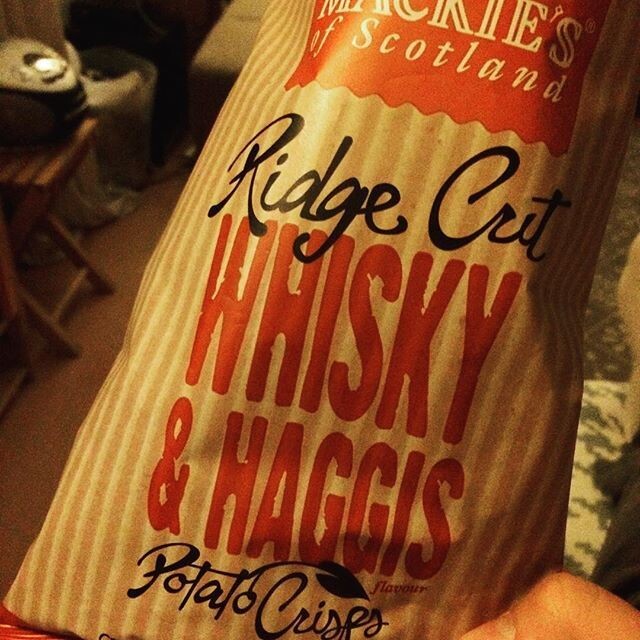 MACKIE'S®
of Scotland
Ridge Cut
WHISKY
& HAGGIS
flavour
Potato Crisps